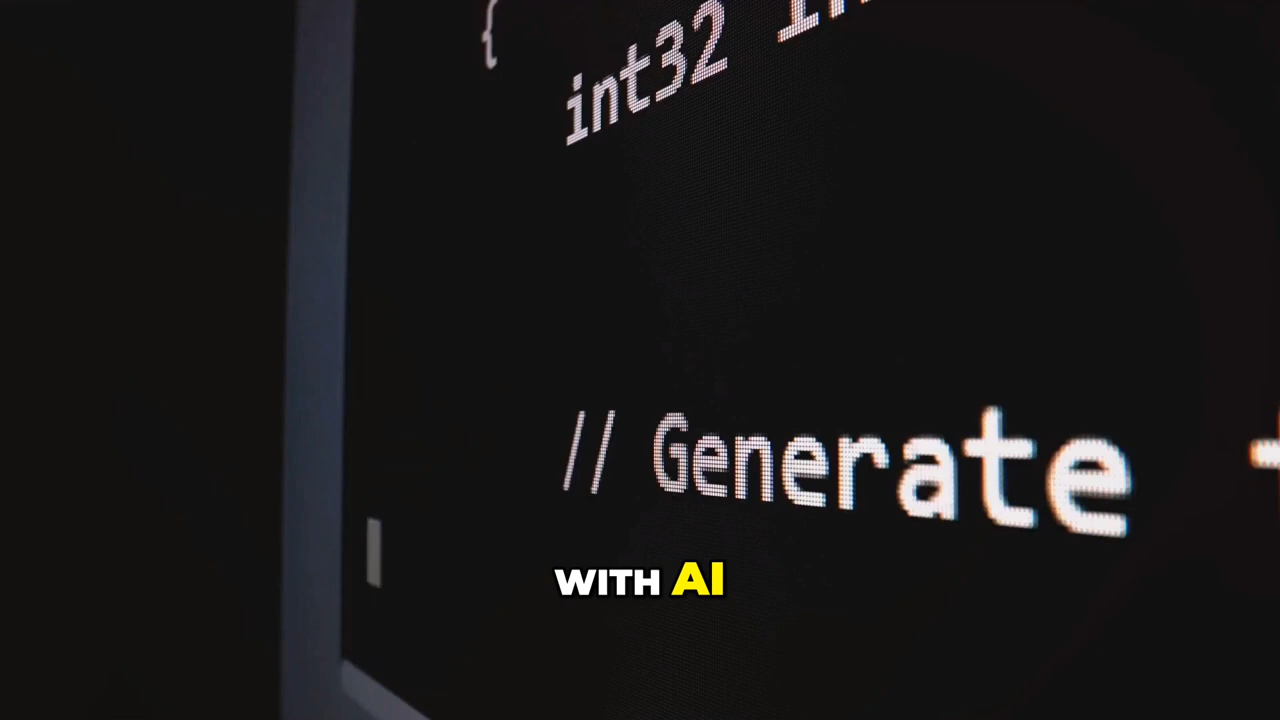 {
int32
// Generate
WITH AI